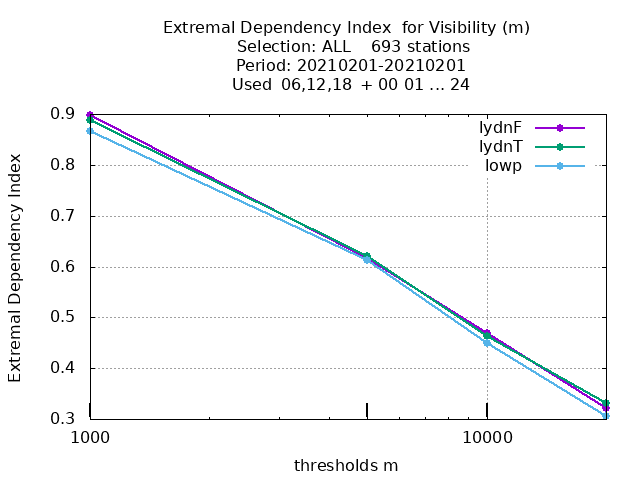 Extremal Dependency Index  for Visibility (m)
Selection: ALL    693 stations
Period: 20210201-20210201
Used  06,12,18  + 00 01 ... 24
Extremal Dependency Index
0.9
0.8
0.7
0.6
0.5
0.4
0.3
lydnF
lydnT
lowp
1000
10000
thresholds m